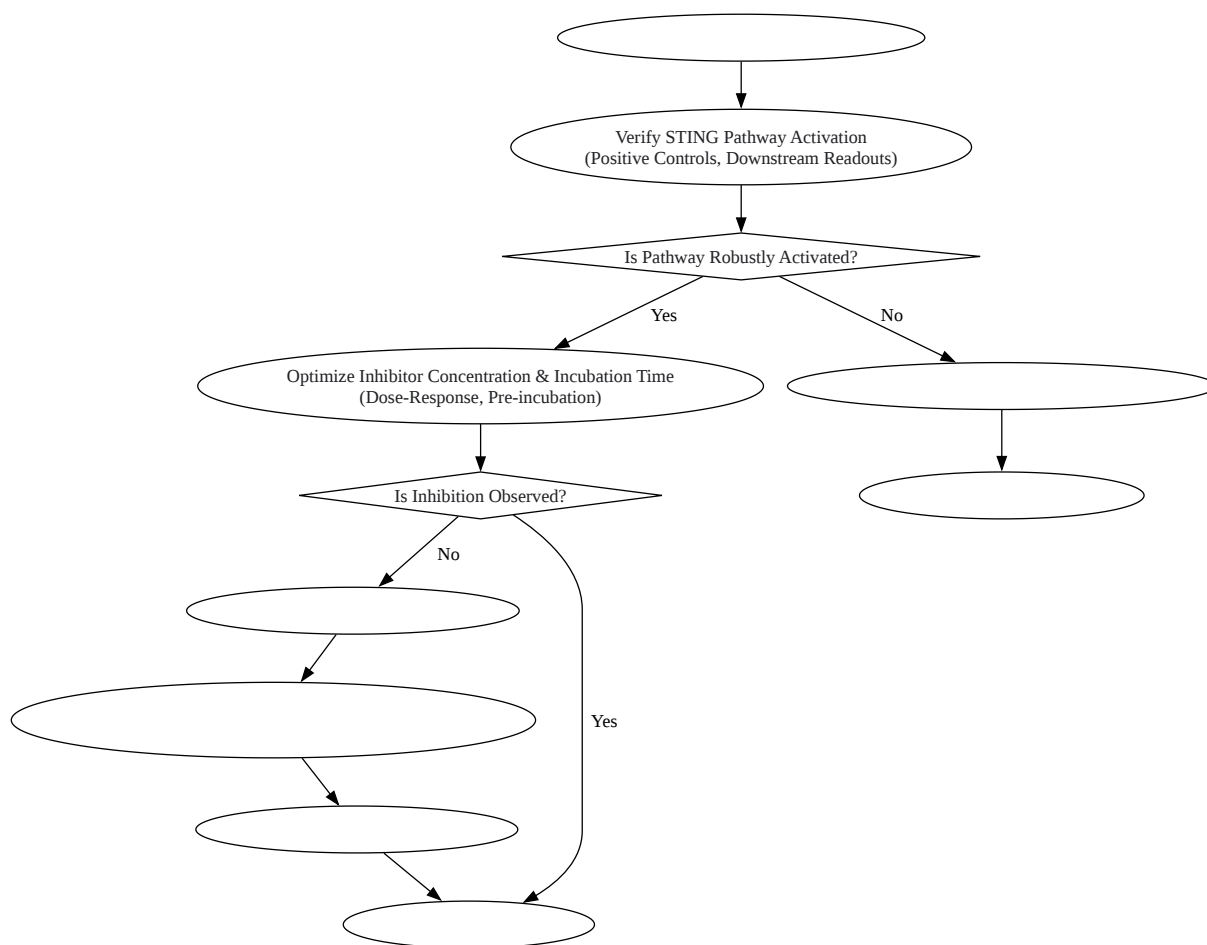 Verify STING Pathway Activation
(Positive Controls, Downstream Readouts)
Is Pathway Robustly Activated?
Yes
No
Optimize Inhibitor Concentration & Incubation Time
(Dose-Response, Pre-incubation)
Is Inhibition Observed?
No
Yes